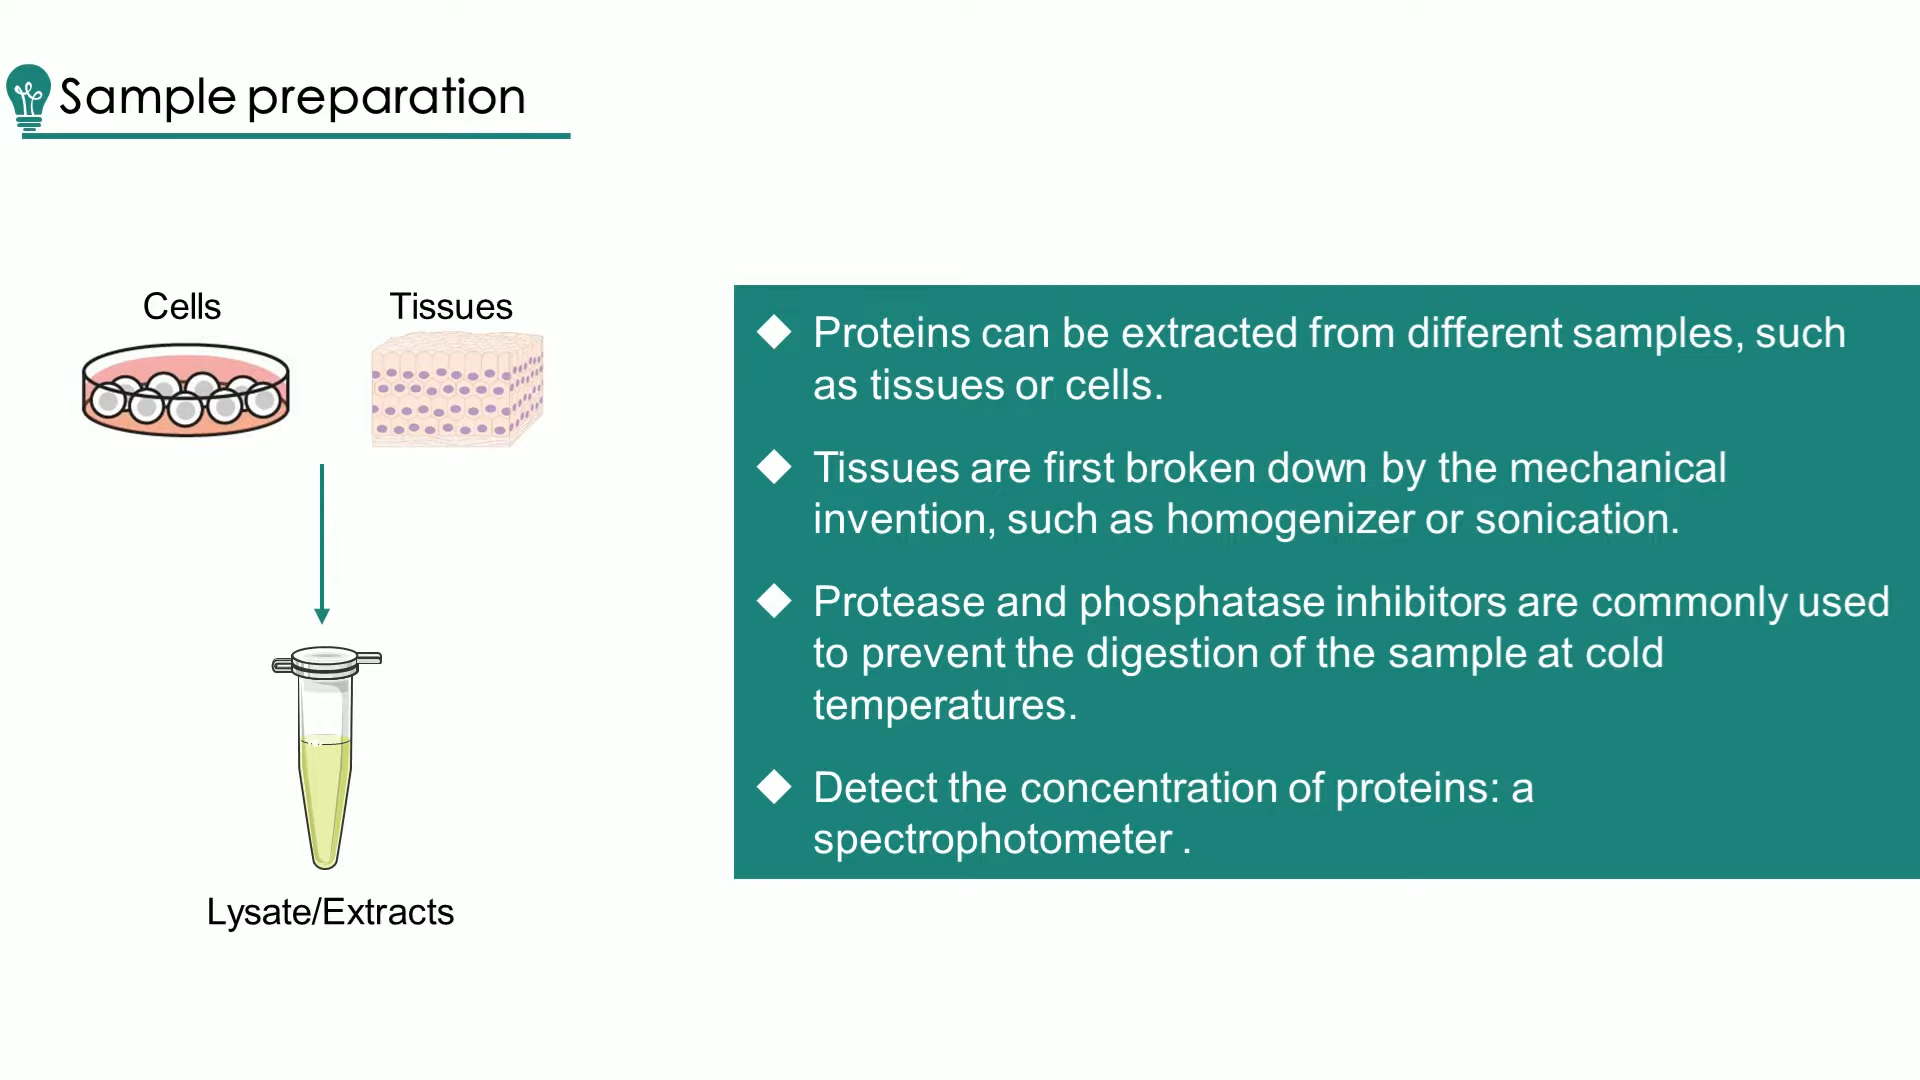 Sample preparation
Cells
Tissues
Lysate/Extracts
Proteins can be extracted from different samples, such
as tissues or cells.
Tissues are first broken down by the mechanical
invention, such as homogenizer or sonication.
Protease and phosphatase inhibitors are commonly used
to prevent the digestion of the sample at cold
temperatures.
Detect the concentration of proteins: a
spectrophotometer .